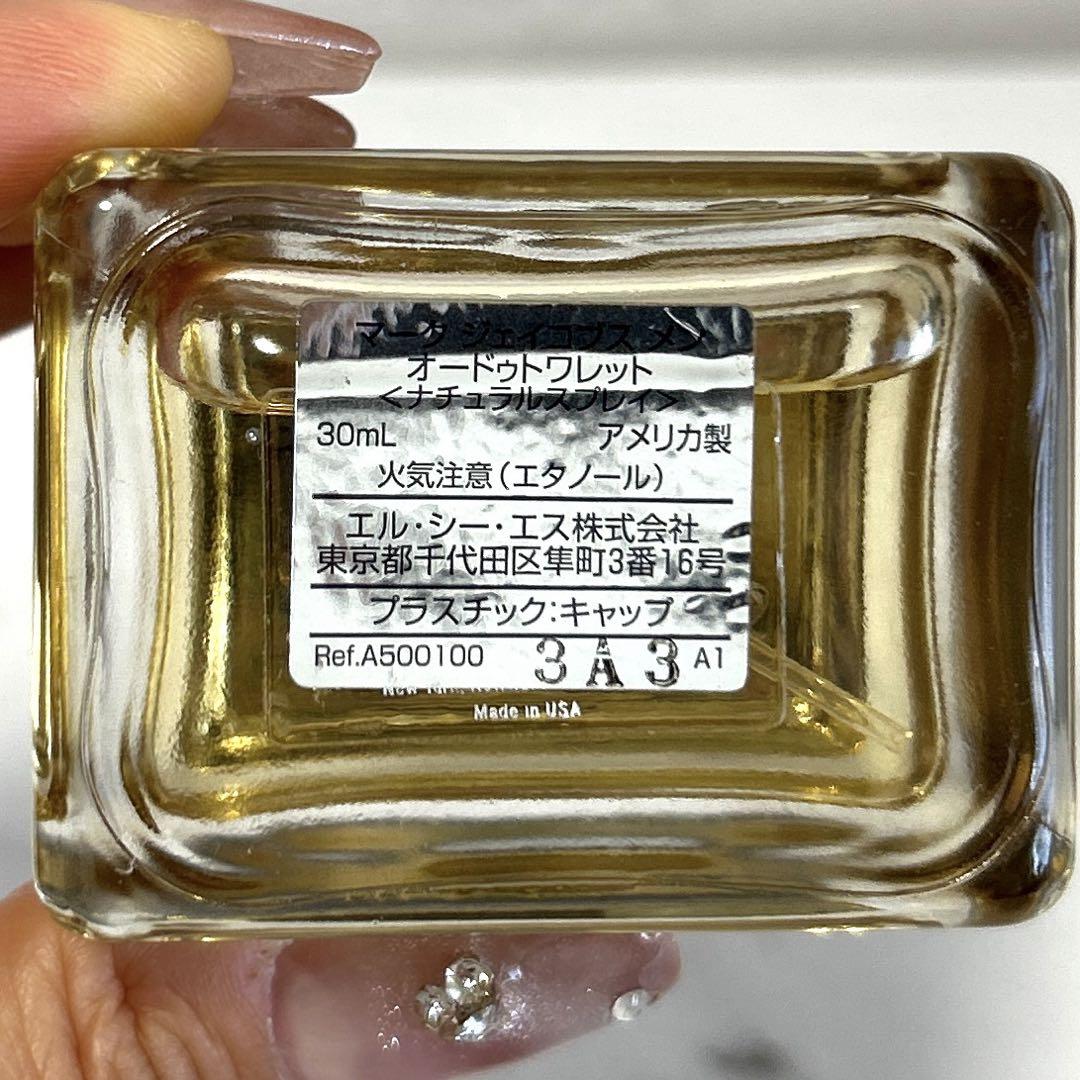 マーク ジェイコブス メン
オードゥトワレット
<ナチュラルスプレイ>
30mL アメリカ製
火気注意(エタノール)
エル・シー・エス株式会社
東京都千代田区隼町3番16号
プラスチック:キャップ
Ref.A500100 3A3 A1
Made in USA